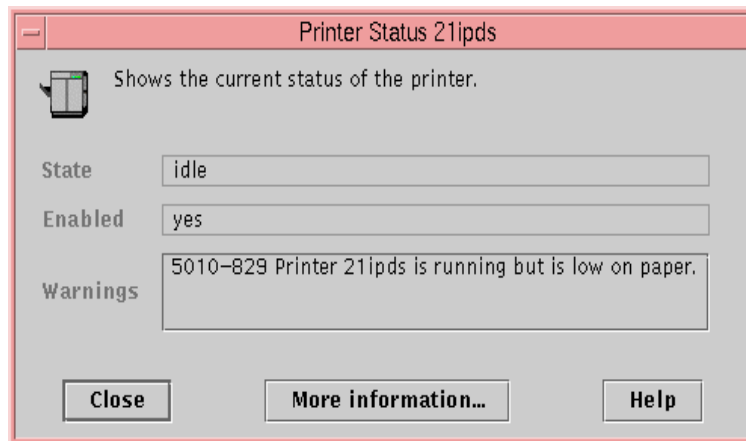 Printer Status 21ipds
Shows the current status of the printer.
State idle
Enabled yes
Warnings 5010-829 Printer 21ipds is running but is low on paper.
Close More information... Help